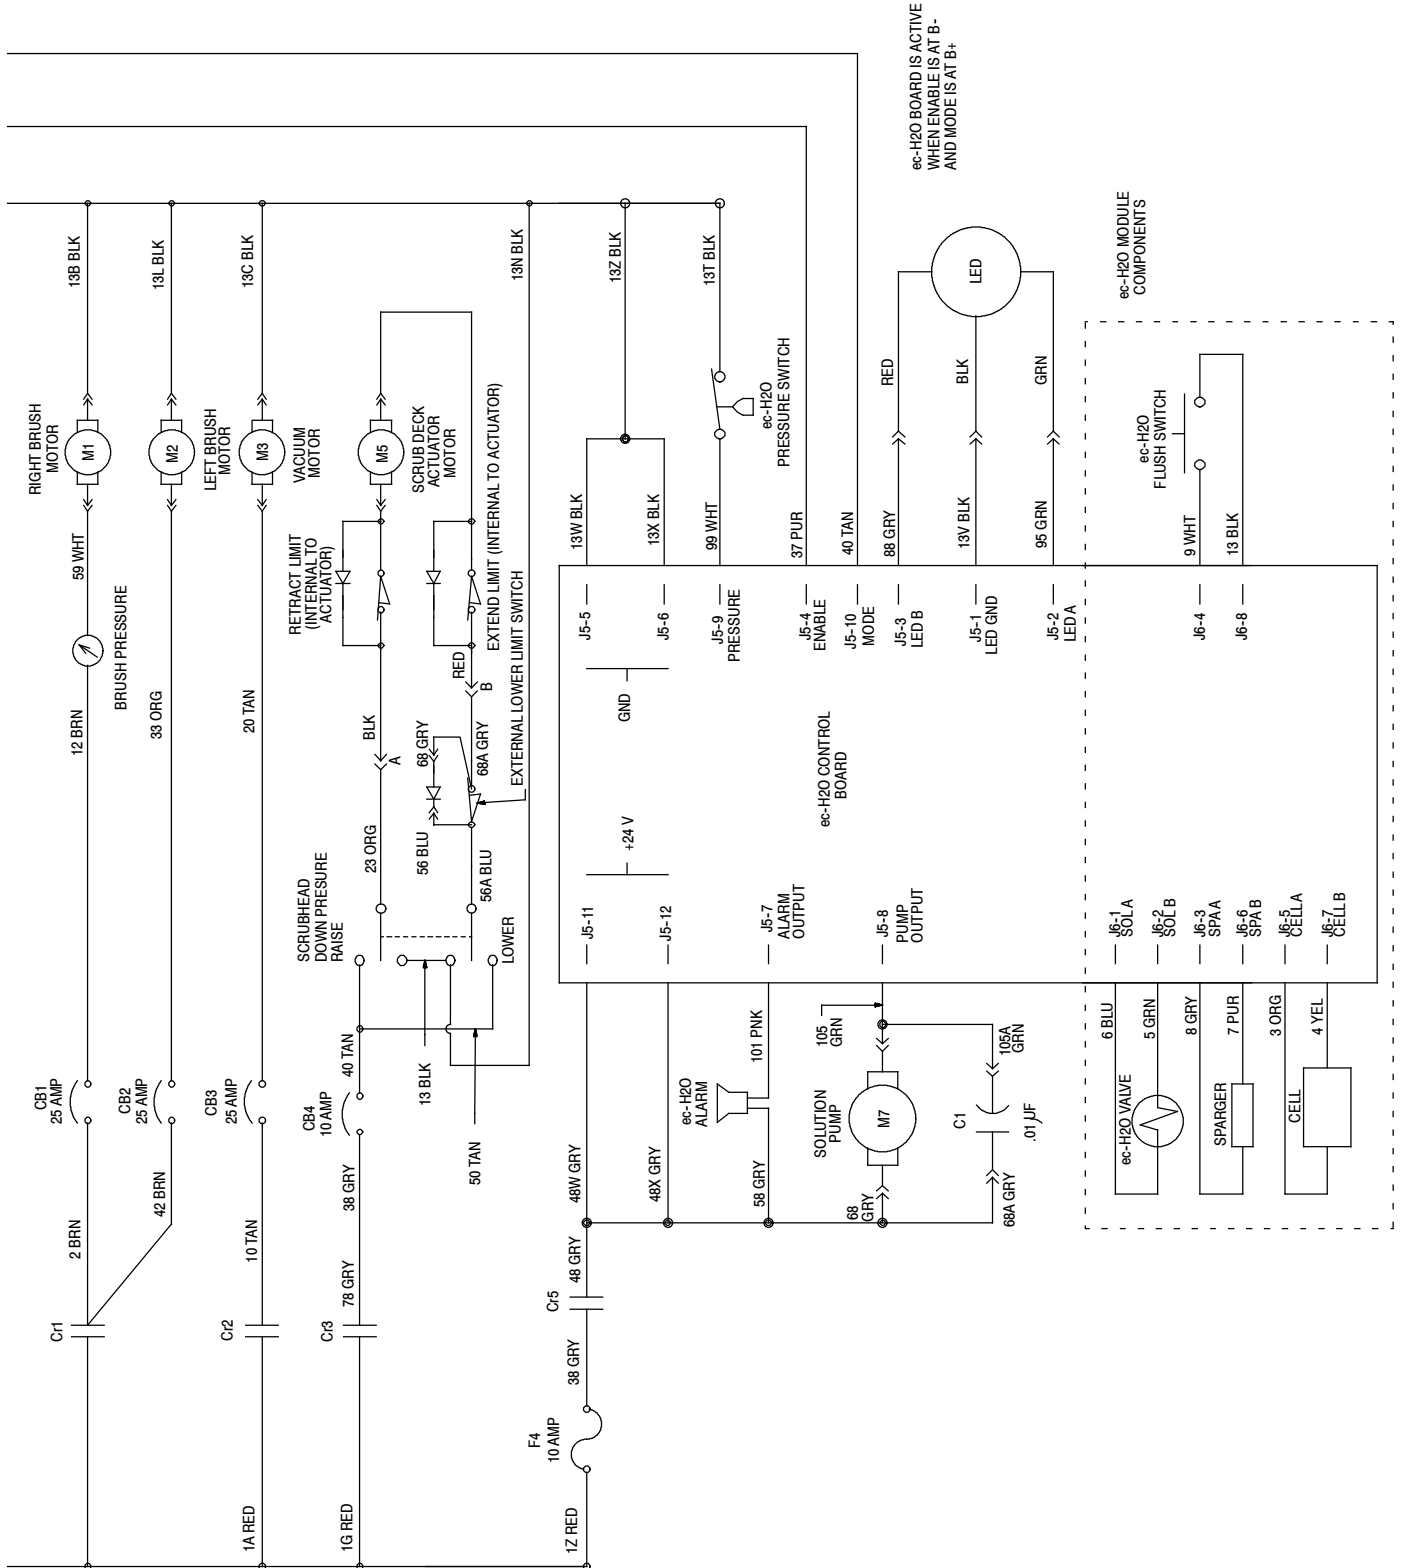 ec-H2O BOARD IS ACTIVE
WHEN ENABLE IS AT B-
AND MODE IS AT B+
13B BLK
13L BLK
13C BLK
13N BLK
13Z BLK
13T BLK
ec-H2O MODULE
COMPONENTS
LED
RED
BLK
GRN
RIGHT BRUSH
MOTOR
M1
M2
LEFT BRUSH
MOTOR
M3
VACUUM
MOTOR
M5
SCRUB DECK
ACTUATOR
MOTOR
ec-H2O
PRESSURE SWITCH
ec-H2O
FLUSH SWITCH
59 WHT
RETRACT LIMIT
(INTERNAL TO
ACTUATOR)
EXTEND LIMIT (INTERNAL TO ACTUATOR)
13W BLK
13X BLK
99 WHT
37 PUR
40 TAN
88 GRY
13V BLK
95 GRN
9 WHT
13 BLK
BRUSH PRESSURE
J5-5
J5-6
J5-9
PRESSURE
J5-4
ENABLE
J5-10
MODE
J5-3
LED B
J5-1
LED GND
J5-2
LED A
J6-4
J6-8
GND
12 BRN
33 ORG
20 TAN
BLK
A
RED
B
68 GRY
68A GRY
EXTERNAL LOWER LIMIT SWITCH
ec-H2O CONTROL
BOARD
+24 V
23 ORG
56 BLU
56A BLU
SCRUBHEAD
DOWN PRESURE
RAISE
LOWER
J5-11
J5-12
J5-7
ALARM
OUTPUT
J5-8
PUMP
OUTPUT
J6-1
SOL A
J6-2
SOL B
J6-3
SPA A
J6-6
SPA B
J6-5
CELL A
J6-7
CELL B
CB1
25 AMP
CB2
25 AMP
CB3
25 AMP
CB4
10 AMP
40 TAN
13 BLK
50 TAN
101 PNK
105
GRN
105A
GRN
6 BLU
5 GRN
8 GRY
7 PUR
3 ORG
4 YEL
ec-H2O
ALARM
SOLUTION
PUMP
M7
C1
.01 µF
ec-H2O VALVE
SPARGER
CELL
2 BRN
42 BRN
10 TAN
38 GRY
78 GRY
48W GRY
48X GRY
58 GRY
68
GRY
68A GRY
48 GRY
Cr1
Cr2
Cr3
Cr5
38 GRY
F4
10 AMP
1A RED
1G RED
1Z RED